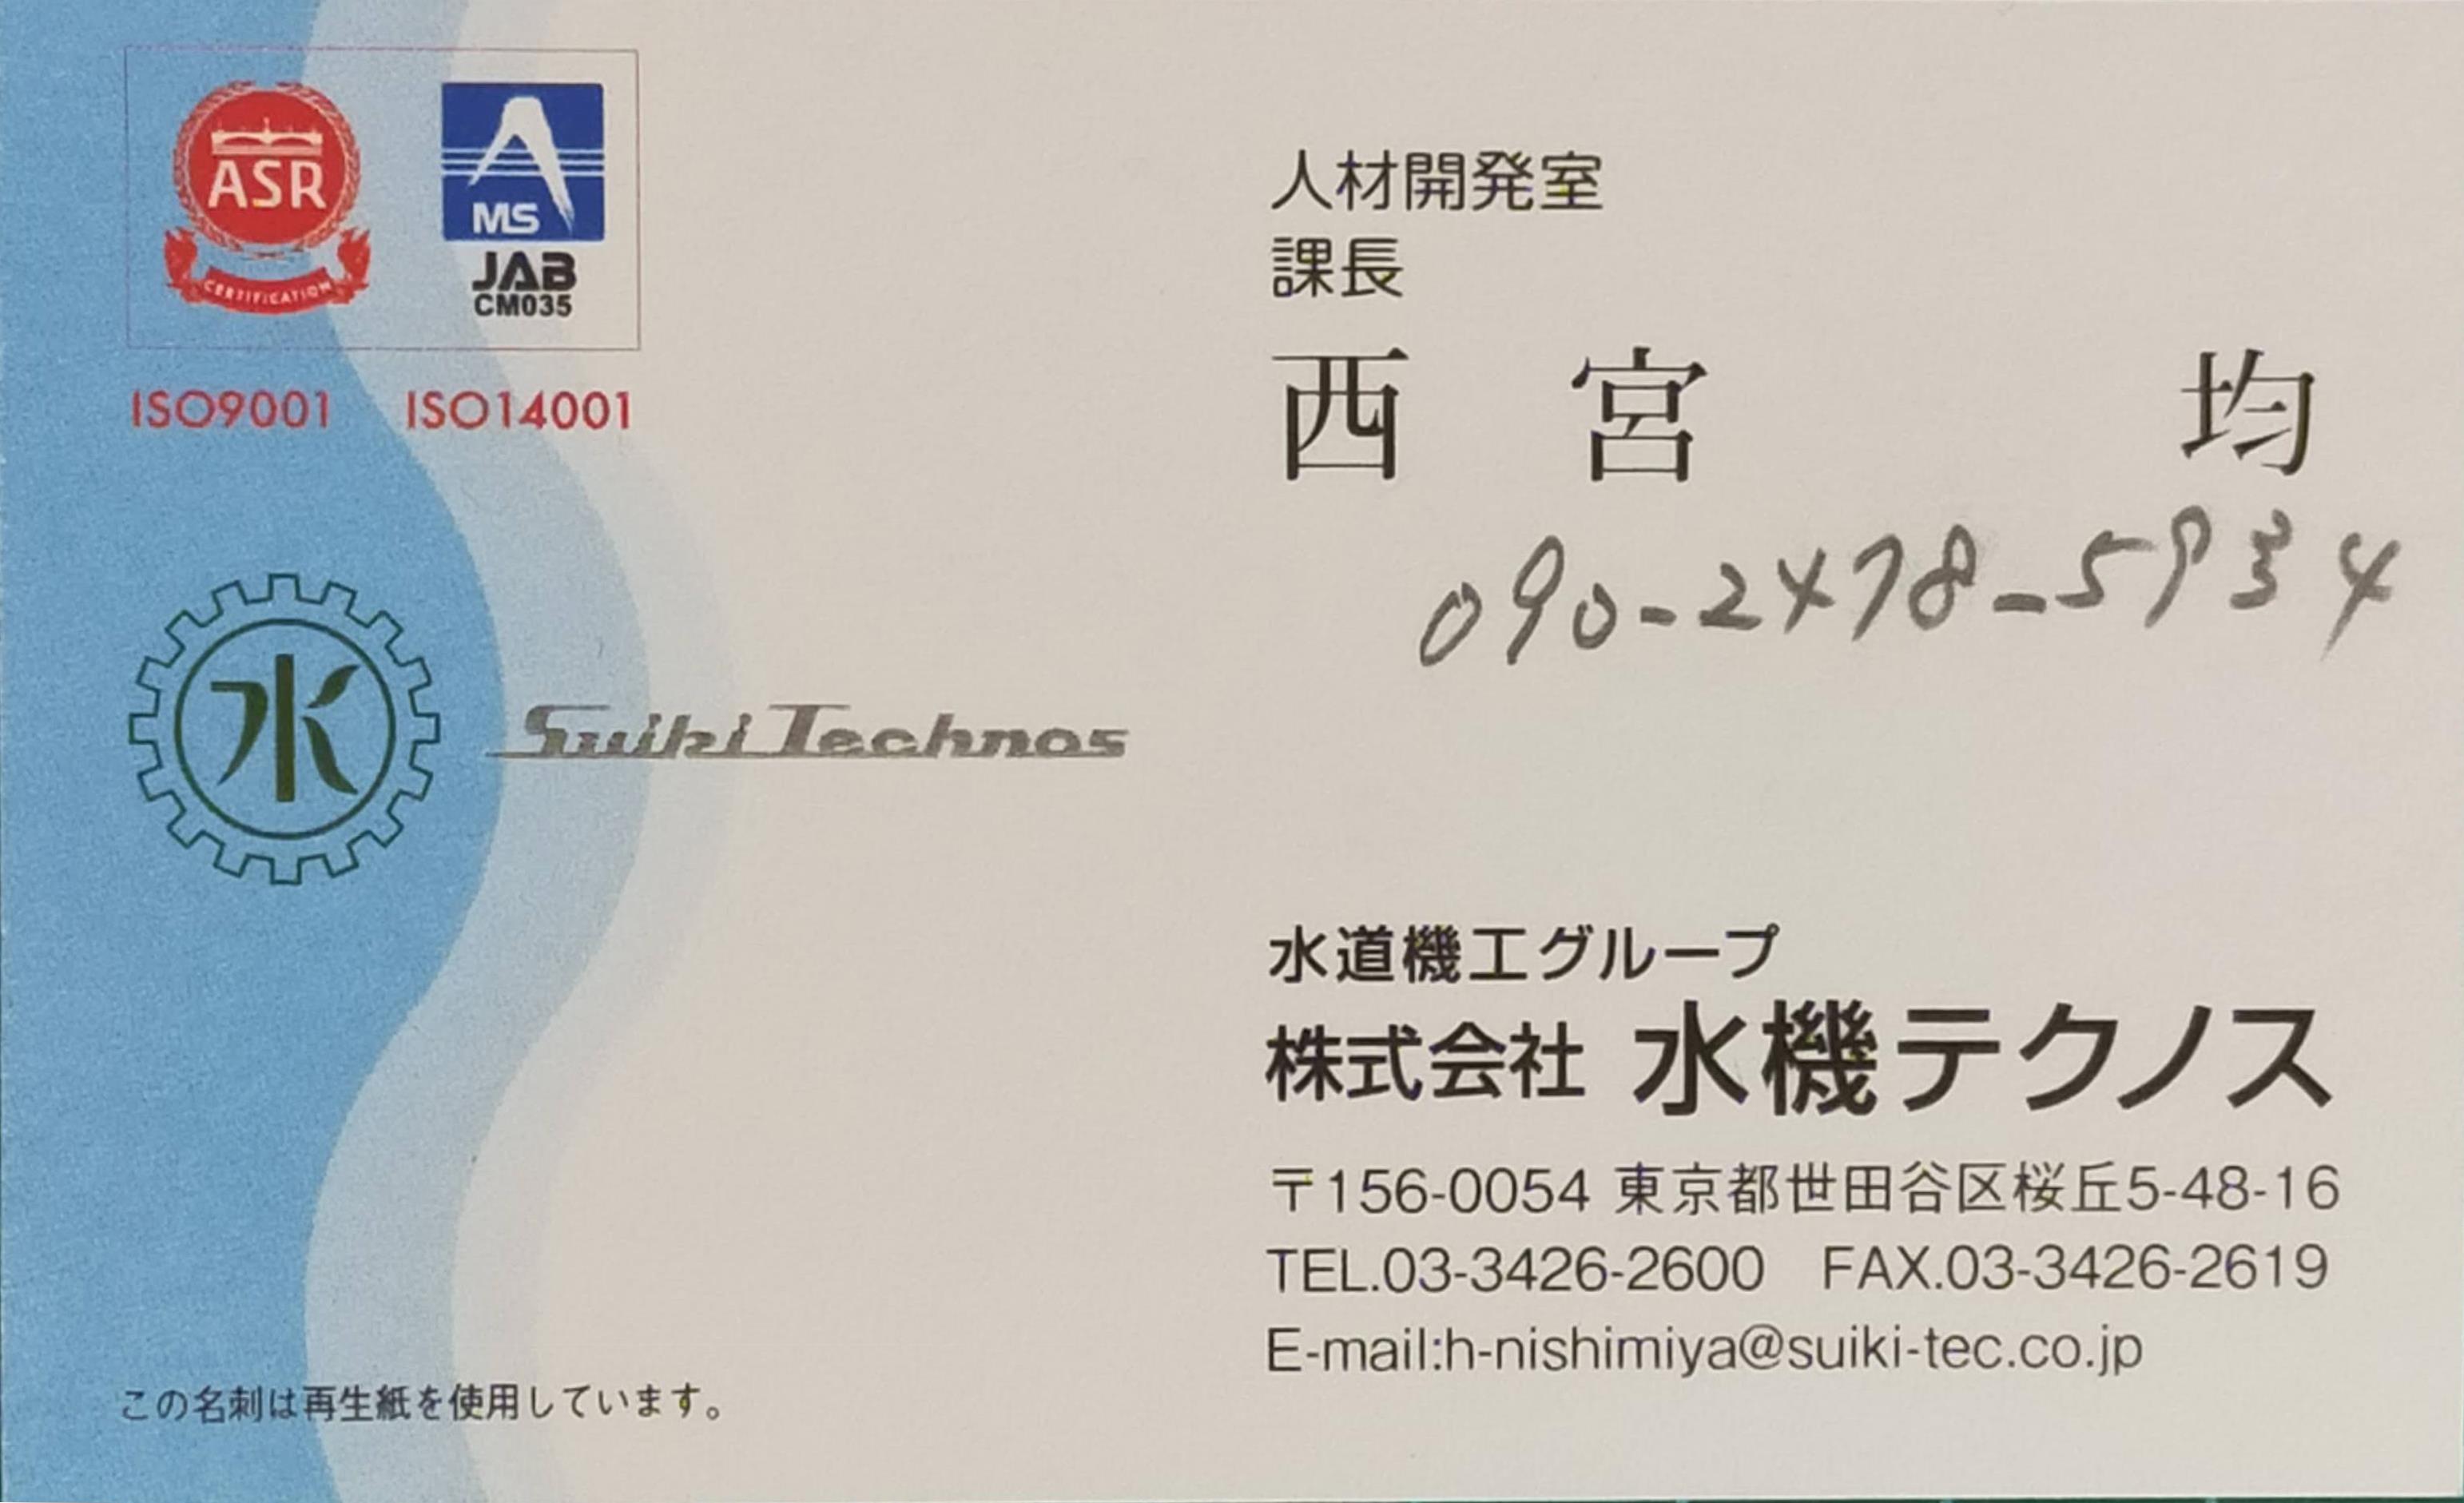 ASR
CERTIFICATION
MS
JAB
CM035
ISO9001 ISO14001
水
Suiki Technos
この名刺は再生紙を使用しています。
人材開発室
課長
西宮 均
090-2478-5934
水道機工グループ
株式会社 水機テクノス
〒156-0054 東京都世田谷区桜丘5-48-16
TEL.03-3426-2600 FAX.03-3426-2619
E-mail:h-nishimiya@suiki-tec.co.jp